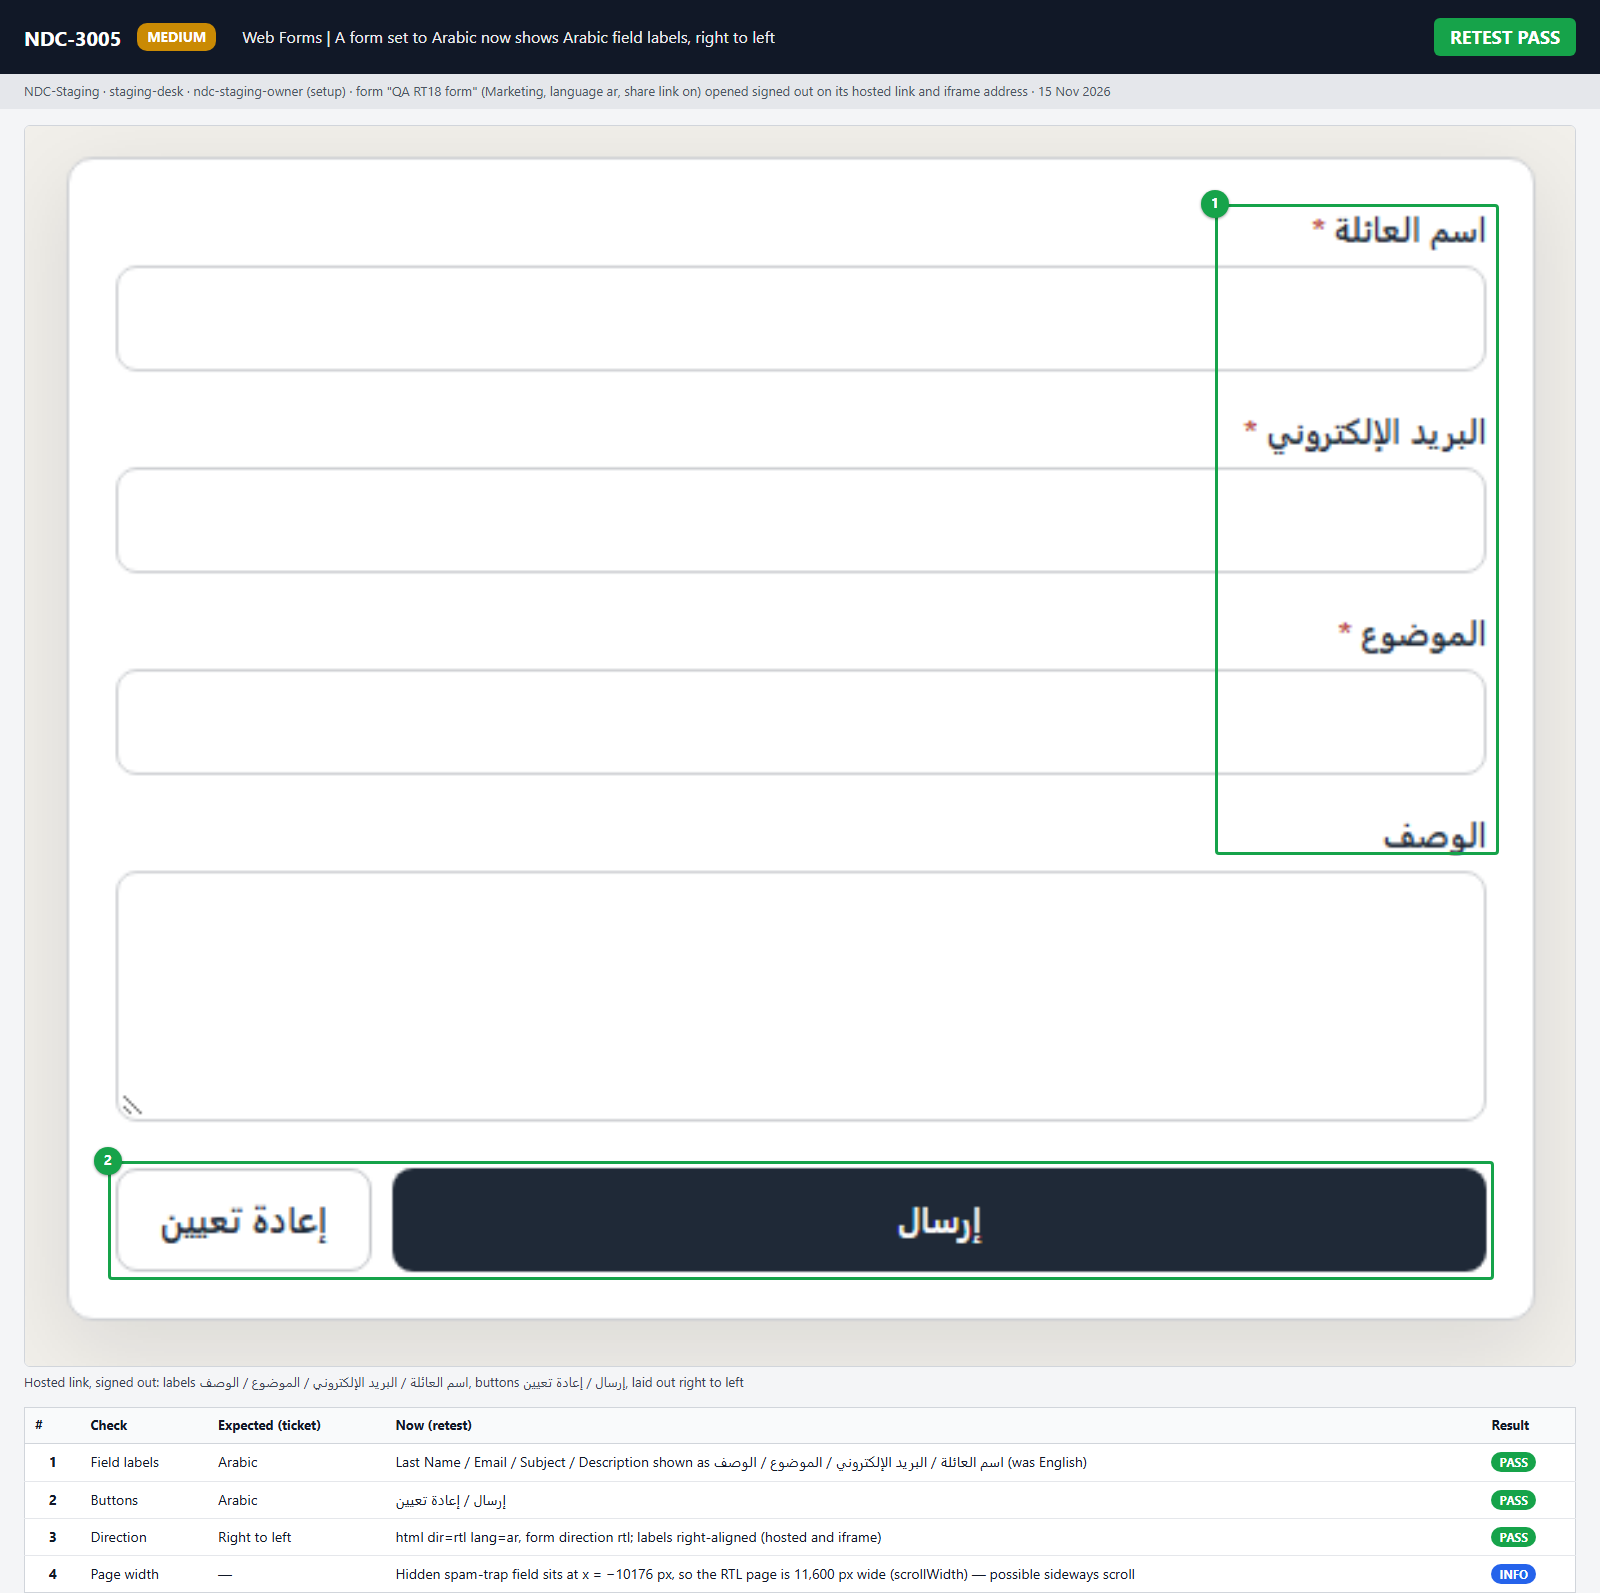 NDC-3005 MEDIUM Web Forms | A form set to Arabic now shows Arabic field labels, right to left RETEST PASS
NDC-Staging · staging-desk · ndc-staging-owner (setup) · form "QA RT18 form" (Marketing, language ar, share link on) opened signed out on its hosted link and iframe address · 15 Nov 2026
1
اسم العائلة *
البريد الإلكتروني *
الموضوع *
الوصف
2
إرسال إعادة تعيين
Hosted link, signed out: labels اسم العائلة / البريد الإلكتروني / الموضوع / الوصف, buttons إرسال / إعادة تعيين, laid out right to left
# Check Expected (ticket) Now (retest) Result
1 Field labels Arabic Last Name / Email / Subject / Description shown as اسم العائلة / البريد الإلكتروني / الموضوع / الوصف (was English) PASS
2 Buttons Arabic إرسال / إعادة تعيين PASS
3 Direction Right to left html dir=rtl lang=ar, form direction rtl; labels right-aligned (hosted and iframe) PASS
4 Page width — Hidden spam-trap field sits at x = −10176 px, so the RTL page is 11,600 px wide (scrollWidth) — possible sideways scroll INFO